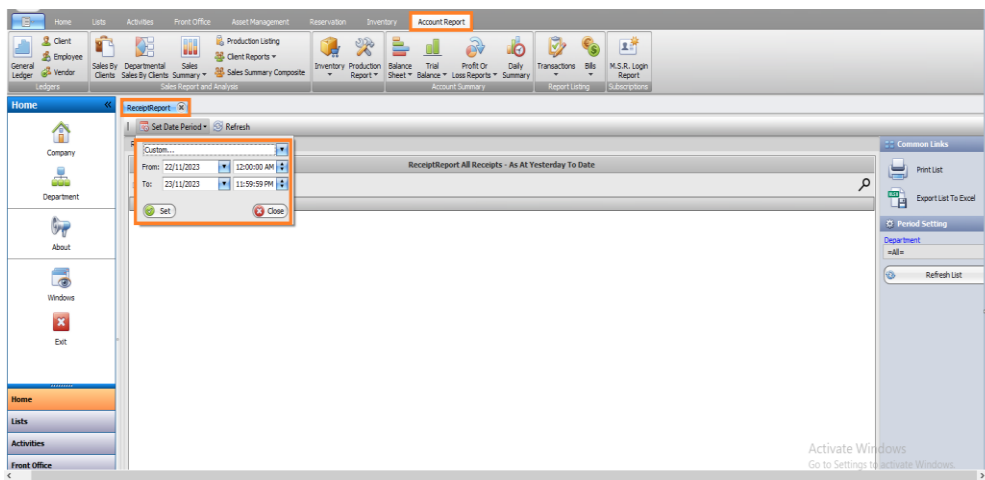 Home Lists Activities Front Office Asset Management Reservation Inventory Account Report
Client
Employee
Vendor
General Ledger
Sales By Clients
Departmental Sales By Clients
Sales Summary
Production Listing
Client Reports
Sales Summary Composite
Inventory
Production Report
Balance Sheet
Trial Balance
Profit Or Loss Reports
Daily Summary
Transactions
Bills
M.S.R. Login Report
Ledgers Sales Report and Analysis Account Summary Report Listing Subscriptions
Home «
ReceiptReport
Set Date Period Refresh
Custom...
From: 22/11/2023 12:00:00 AM
To: 23/11/2023 11:59:59 PM
Set Close
ReceiptReport All Receipts - As At Yesterday To Date
Company
Department
About
Windows
Exit
Home
Lists
Activities
Front Office
Common Links
Print List
Export List To Excel
Period Setting
Department
=All=
Refresh List
Activate Windows
Go to Settings to activate Windows.